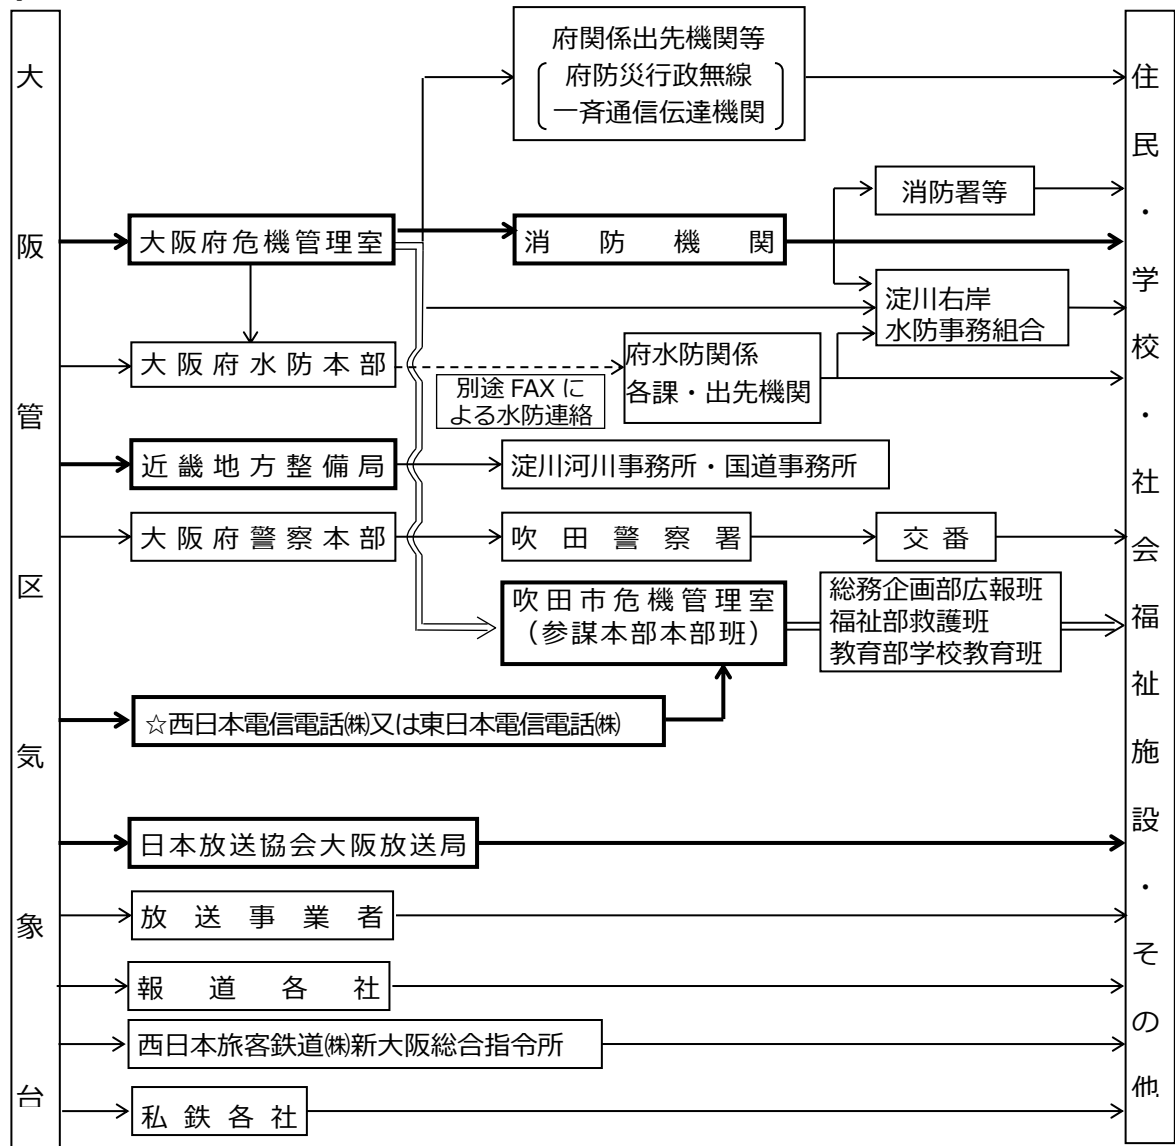 大阪管区気象台
府関係出先機関等
府防災行政無線
一斉通信伝達機関
消防署等
大阪府危機管理室
消防機関
淀川右岸
水防事務組合
大阪府水防本部
別途 FAX に
よる水防連絡
府水防関係
各課・出先機関
近畿地方整備局
淀川河川事務所・国道事務所
大阪府警察本部
吹田警察署
交番
吹田市危機管理室
（参謀本部本部班）
総務企画部広報班
福祉部救護班
教育部学校教育班
☆西日本電信電話㈱又は東日本電信電話㈱
日本放送協会大阪放送局
放送事業者
報道各社
西日本旅客鉄道㈱新大阪総合指令所
私鉄各社
住民・学校・社会福祉施設・その他